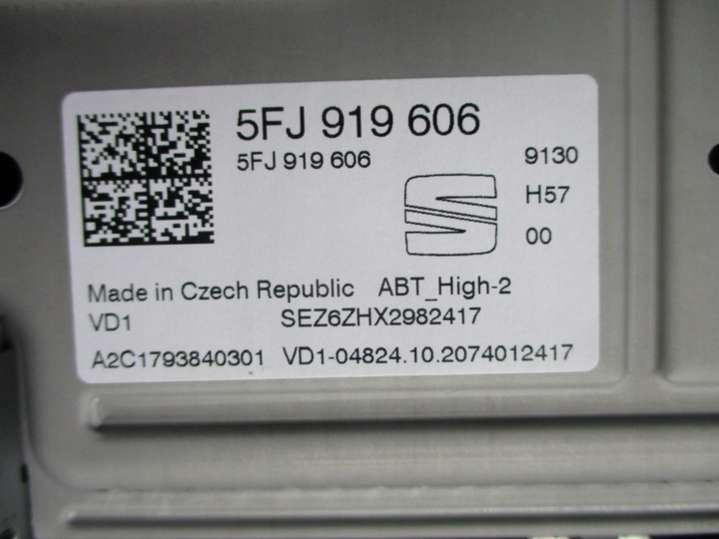 5FJ 919 606
5FJ 919 606 9130
H57
00
Made in Czech Republic ABT_High-2
VD1 SEZ6ZHX2982417
A2C1793840301 VD1-04824.10.2074012417